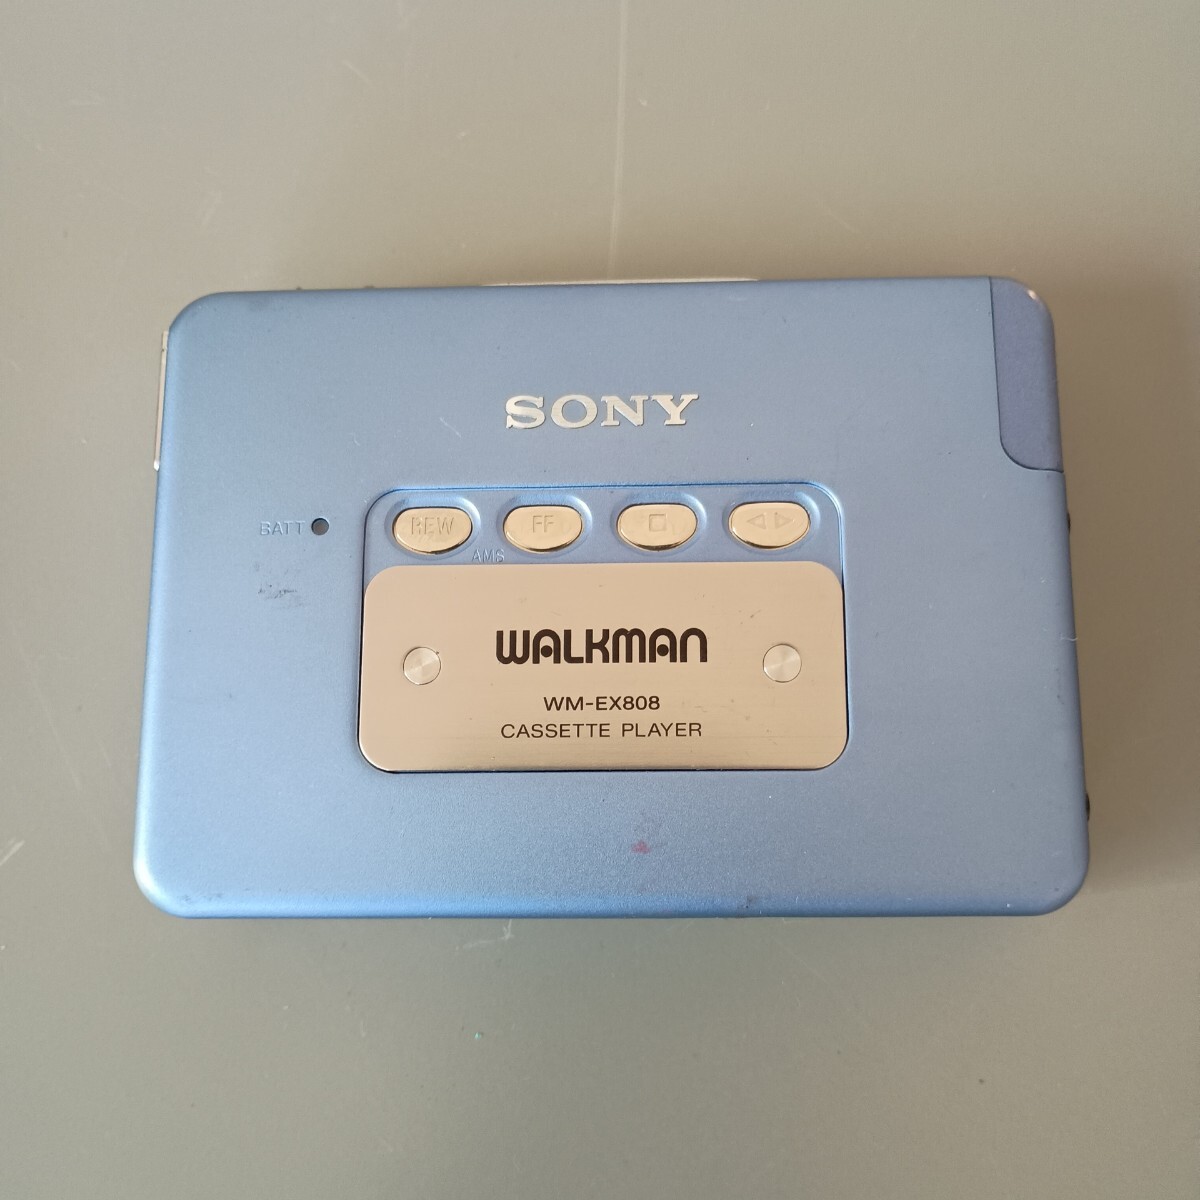 SONY
BATT
REW FF
AMS
WALKMAN
WM-EX808
CASSETTE PLAYER